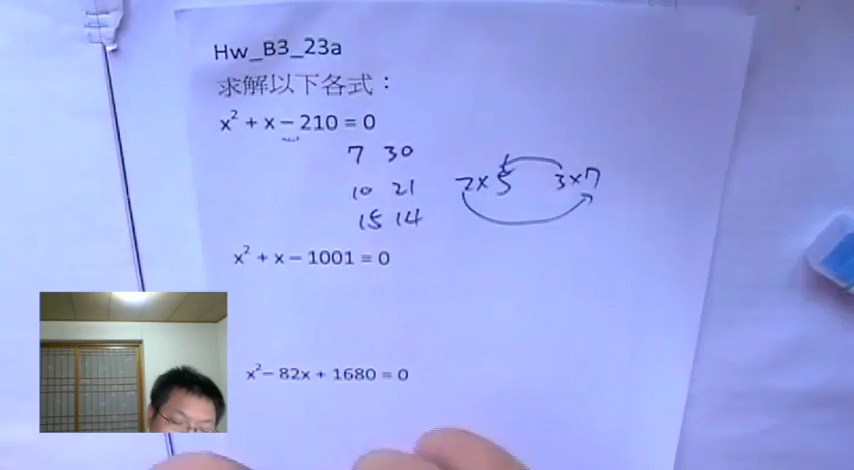 Hw_B3_23a
求解以下各式：
x² + x − 210 = 0
7 30
10 21 2×5 3×7
15 14
x² + x − 1001 = 0
x² − 82x + 1680 = 0